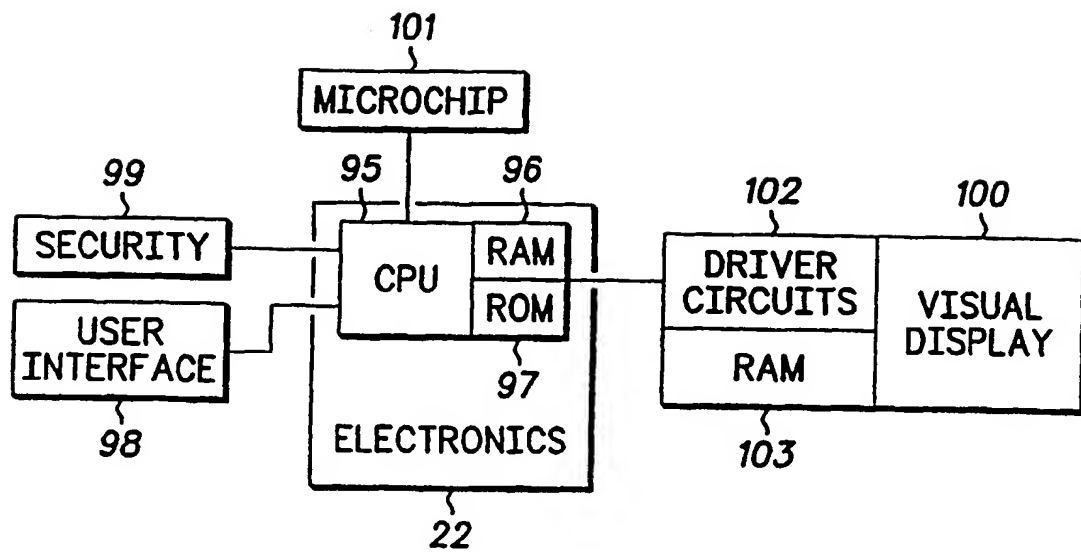 101
MICROCHIP
99
95
96
102
100
SECURITY
CPU
RAM
ROM
DRIVER
CIRCUITS
VISUAL
DISPLAY
USER
INTERFACE
RAM
98
97
103
ELECTRONICS
22